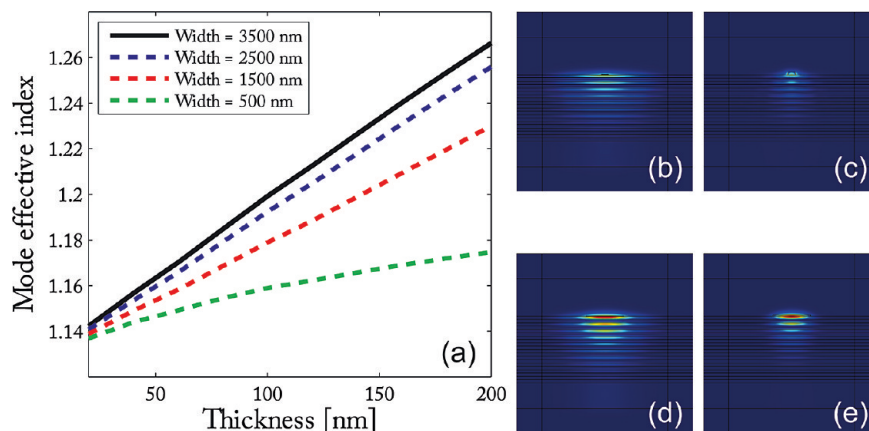 1.26
1.24
1.22
1.2
1.18
1.16
1.14
Mode effective index
Width = 3500 nm
Width = 2500 nm
Width = 1500 nm
Width = 500 nm
(a)
50
100
150
200
Thickness [nm]
(b)
(c)
(d)
(e)